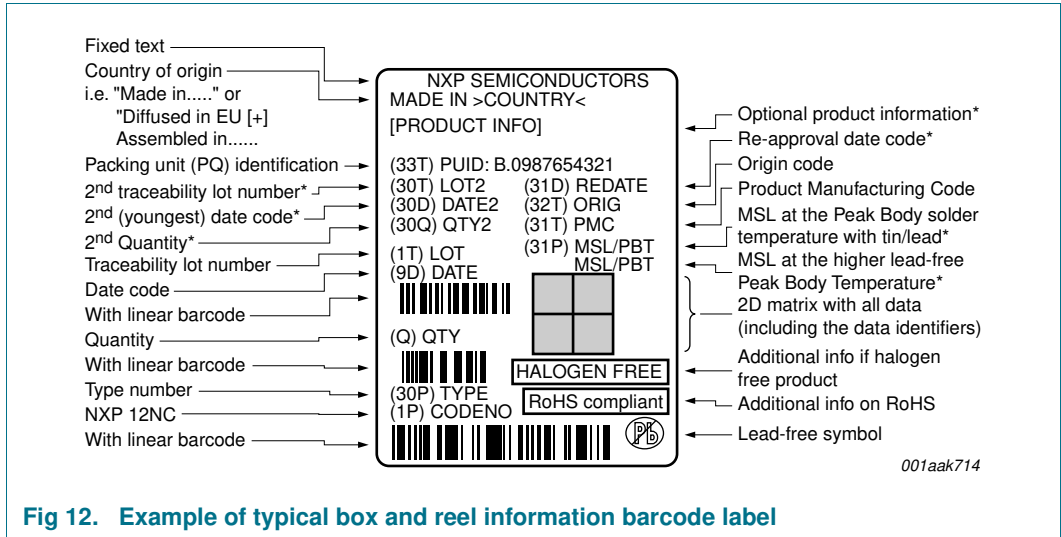 Fixed text
Country of origin
i.e. "Made in....." or
"Diffused in EU [+]
Assembled in......
Packing unit (PQ) identification
2nd traceability lot number*
2nd (youngest) date code*
2nd Quantity*
Traceability lot number
Date code
With linear barcode
Quantity
With linear barcode
Type number
NXP 12NC
With linear barcode
NXP SEMICONDUCTORS
MADE IN >COUNTRY<
[PRODUCT INFO]
(33T) PUID: B.0987654321
(30T) LOT2 (31D) REDATE
(30D) DATE2 (32T) ORIG
(30Q) QTY2 (31T) PMC
(31P) MSL/PBT
(1T) LOT MSL/PBT
(9D) DATE
(Q) QTY
HALOGEN FREE
(30P) TYPE
(1P) CODENO
RoHS compliant
Pb
Optional product information*
Re-approval date code*
Origin code
Product Manufacturing Code
MSL at the Peak Body solder
temperature with tin/lead*
MSL at the higher lead-free
Peak Body Temperature*
2D matrix with all data
(including the data identifiers)
Additional info if halogen
free product
Additional info on RoHS
Lead-free symbol
001aak714
Fig 12. Example of typical box and reel information barcode label